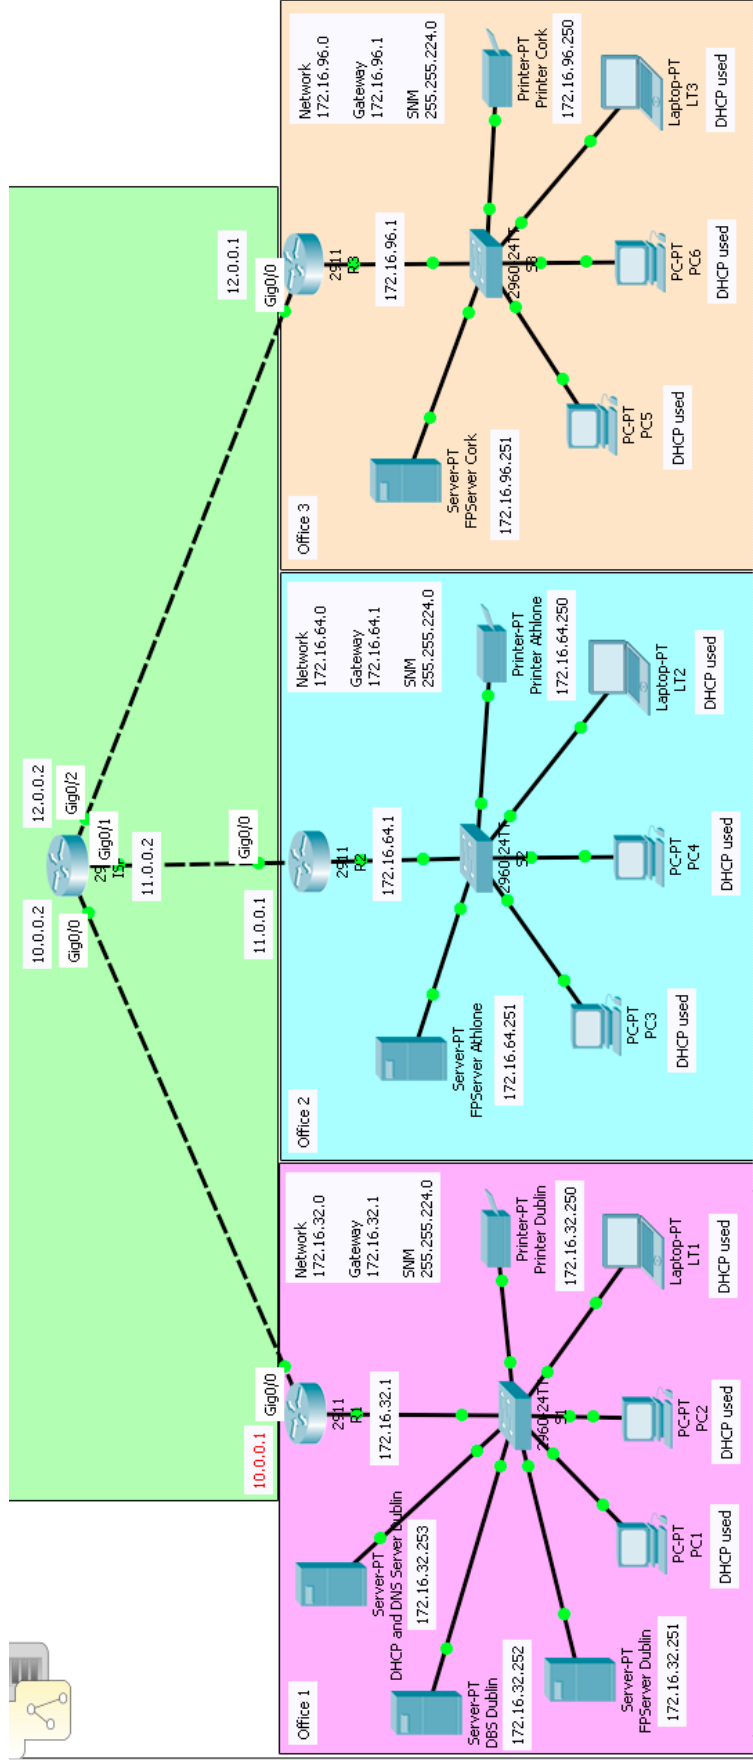 10.0.0.2
Gig0/0
12.0.0.2
Gig0/2
Gig0/1
11.0.0.2
10.0.0.1
Gig0/0
11.0.0.1
Gig0/0
12.0.0.1
Gig0/0
Office 1
2911
R1
172.16.32.1
Network
172.16.32.0
Gateway
172.16.32.1
SNM
255.255.224.0
Server-PT
DHCP and DNS Server Dublin
172.16.32.253
Server-PT
DBS Dublin
172.16.32.252
Server-PT
FPServer Dublin
172.16.32.251
2960-24TT
S1
Printer-PT
Printer Dublin
172.16.32.250
PC-PT
PC1
DHCP used
PC-PT
PC2
DHCP used
Laptop-PT
LT1
DHCP used
Office 2
2911
R2
172.16.64.1
Network
172.16.64.0
Gateway
172.16.64.1
SNM
255.255.224.0
Server-PT
FPServer Athlone
172.16.64.251
2960-24TT
S2
Printer-PT
Printer Athlone
172.16.64.250
PC-PT
PC3
DHCP used
PC-PT
PC4
DHCP used
Laptop-PT
LT2
DHCP used
Office 3
2911
R3
172.16.96.1
Network
172.16.96.0
Gateway
172.16.96.1
SNM
255.255.224.0
Server-PT
FPServer Cork
172.16.96.251
2960-24TT
S3
Printer-PT
Printer Cork
172.16.96.250
PC-PT
PC5
DHCP used
PC-PT
PC6
DHCP used
Laptop-PT
LT3
DHCP used